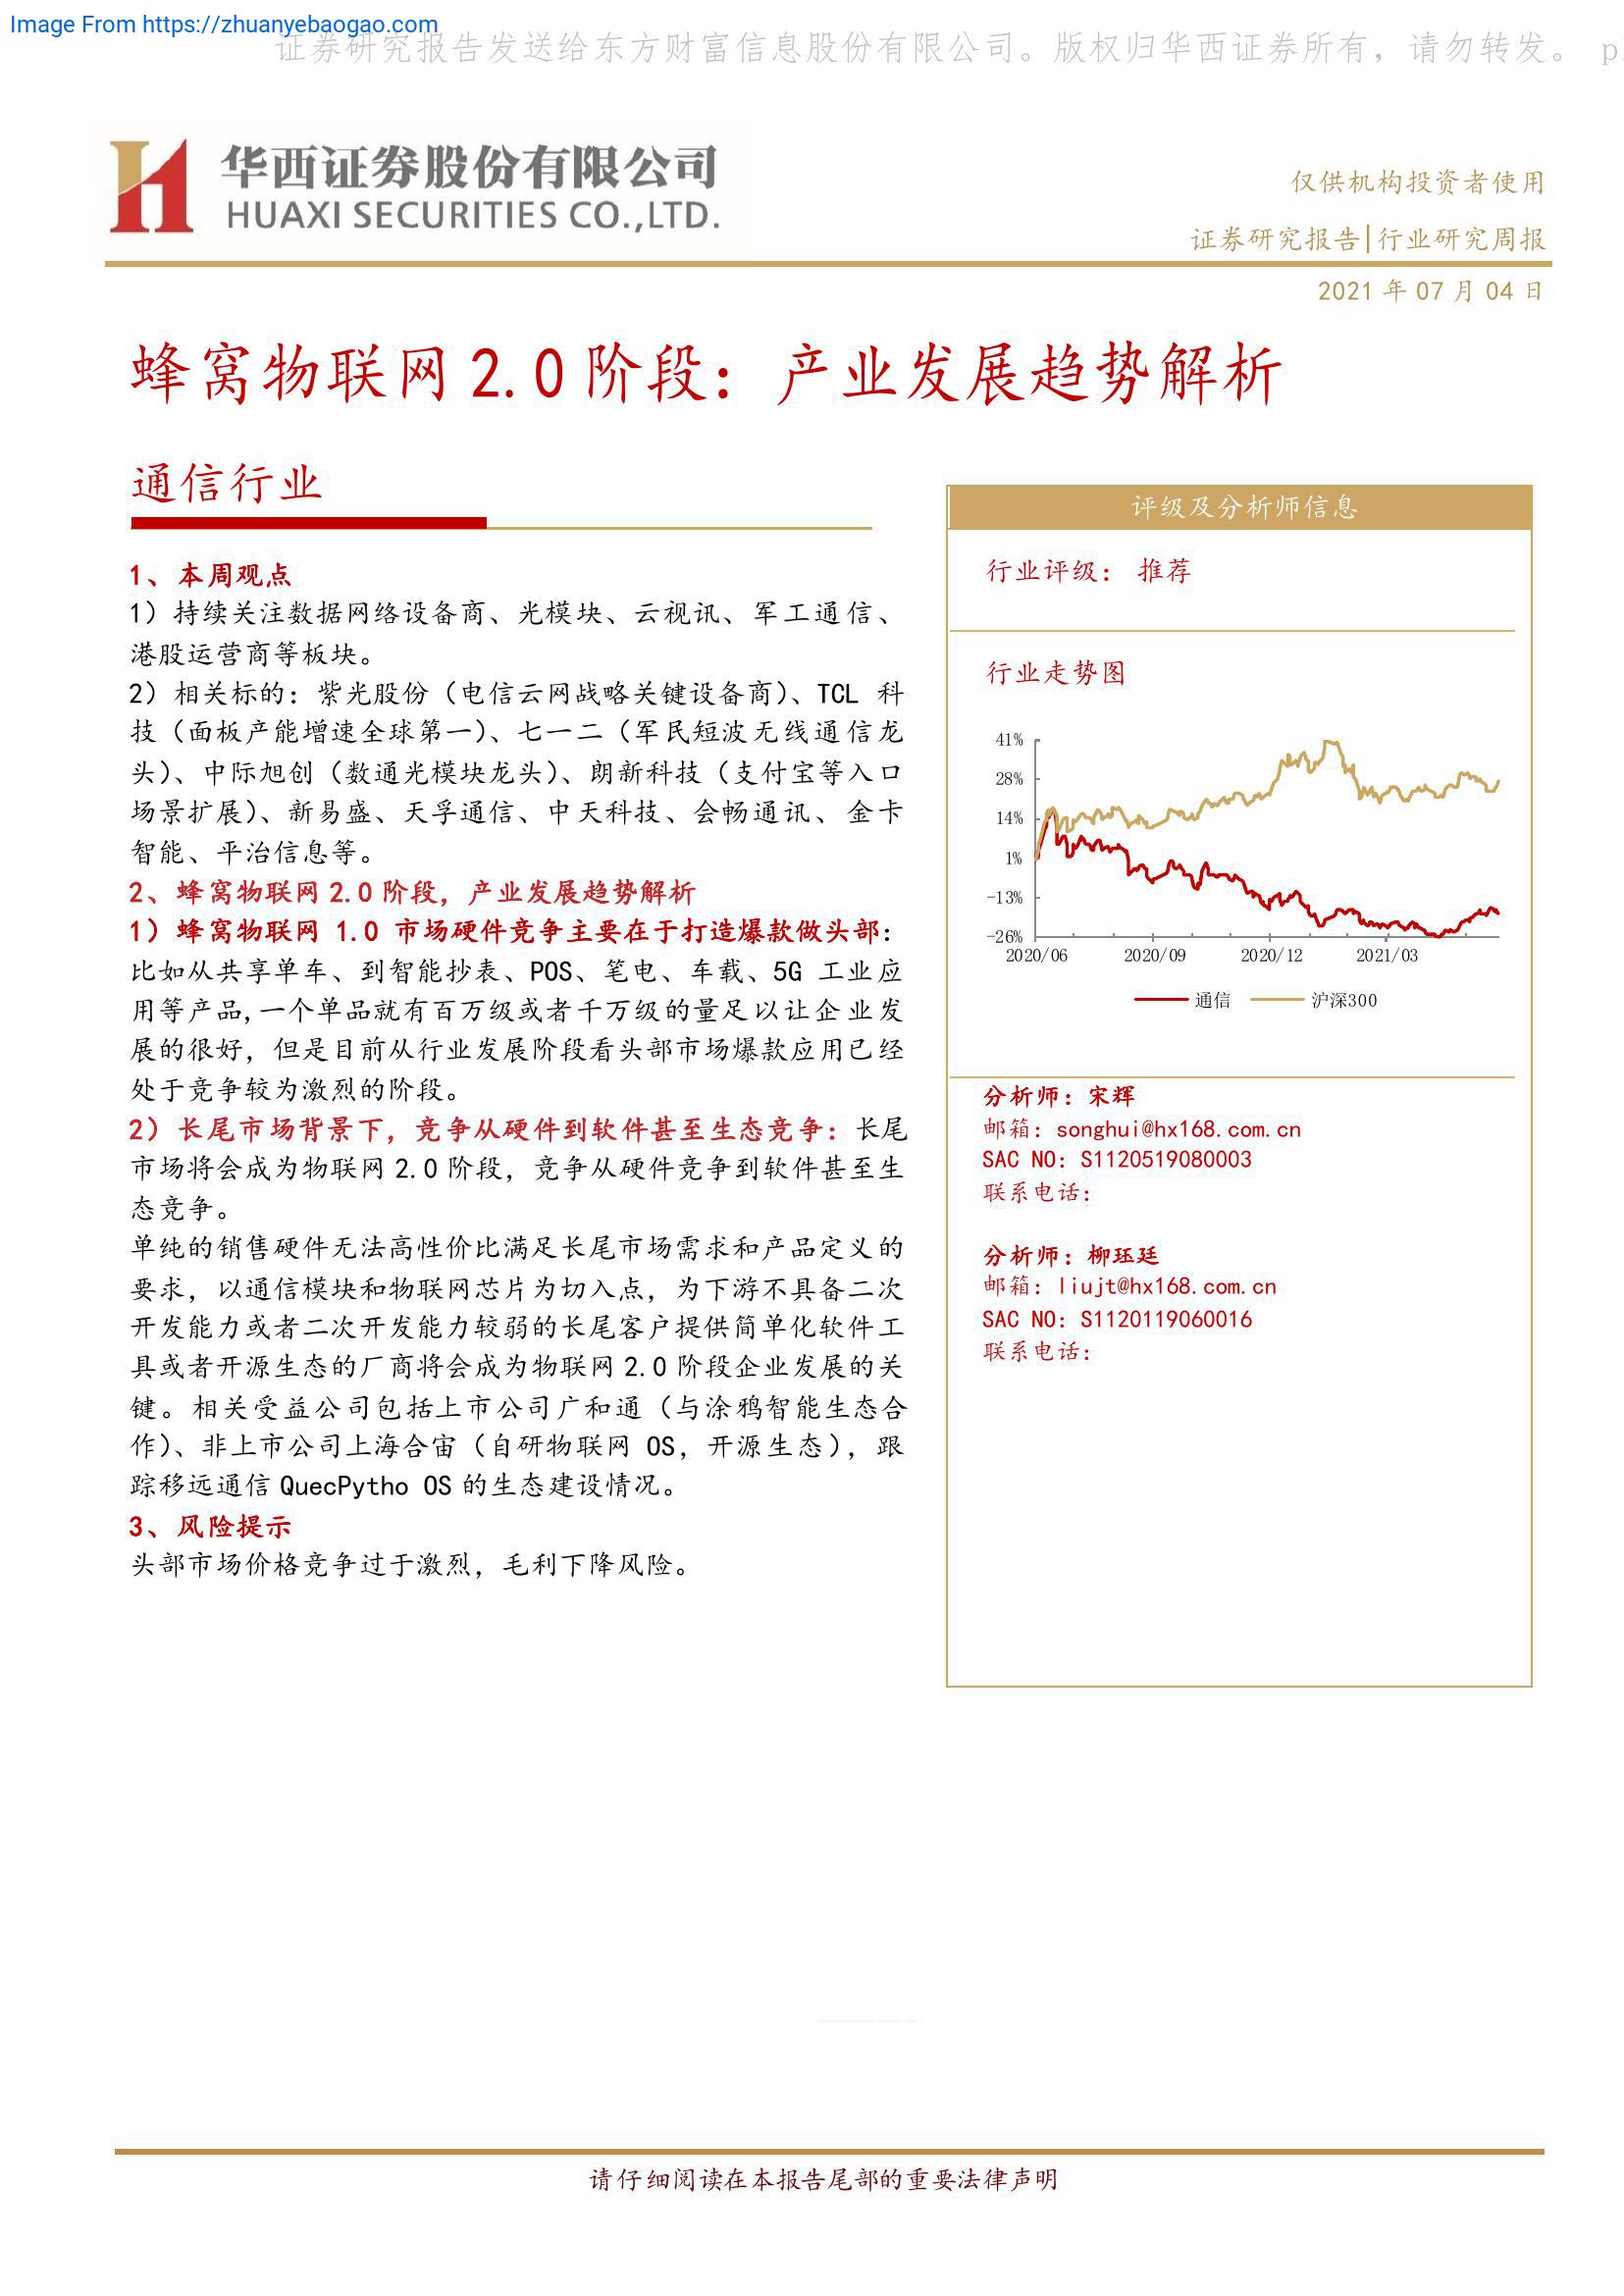 Image From https://zhuanyebaogao.com
证券研究报告发送给东方财富信息股份有限公司。版权归华西证券所有，请勿转发。 p
华西证券股份有限公司
HUAXI SECURITIES CO.,LTD.
仅供机构投资者使用
证券研究报告|行业研究周报
2021 年 07 月 04 日
蜂窝物联网 2.0 阶段：产业发展趋势解析
通信行业
1、本周观点
1）持续关注数据网络设备商、光模块、云视讯、军工通信、
港股运营商等板块。
2）相关标的：紫光股份（电信云网战略关键设备商）、TCL 科
技（面板产能增速全球第一）、七一二（军民短波无线通信龙
头）、中际旭创（数通光模块龙头）、朗新科技（支付宝等入口
场景扩展）、新易盛、天孚通信、中天科技、会畅通讯、金卡
智能、平治信息等。
2、蜂窝物联网 2.0 阶段，产业发展趋势解析
1）蜂窝物联网 1.0 市场硬件竞争主要在于打造爆款做头部：
比如从共享单车、到智能抄表、POS、笔电、车载、5G 工业应
用等产品,一个单品就有百万级或者千万级的量足以让企业发
展的很好，但是目前从行业发展阶段看头部市场爆款应用已经
处于竞争较为激烈的阶段。
2）长尾市场背景下，竞争从硬件到软件甚至生态竞争：长尾
市场将会成为物联网 2.0 阶段，竞争从硬件竞争到软件甚至生
态竞争。
单纯的销售硬件无法高性价比满足长尾市场需求和产品定义的
要求，以通信模块和物联网芯片为切入点，为下游不具备二次
开发能力或者二次开发能力较弱的长尾客户提供简单化软件工
具或者开源生态的厂商将会成为物联网 2.0 阶段企业发展的关
键。相关受益公司包括上市公司广和通（与涂鸦智能生态合
作）、非上市公司上海合宙（自研物联网 OS，开源生态），跟
踪移远通信 QuecPytho OS 的生态建设情况。
3、风险提示
头部市场价格竞争过于激烈，毛利下降风险。
评级及分析师信息
行业评级： 推荐
行业走势图
41%
28%
14%
1%
-13%
-26%
2020/06 2020/09 2020/12 2021/03
通信 沪深300
分析师：宋辉
邮箱：songhui@hx168.com.cn
SAC NO：S1120519080003
联系电话：
分析师：柳珏廷
邮箱：liujt@hx168.com.cn
SAC NO：S1120119060016
联系电话：
请仔细阅读在本报告尾部的重要法律声明